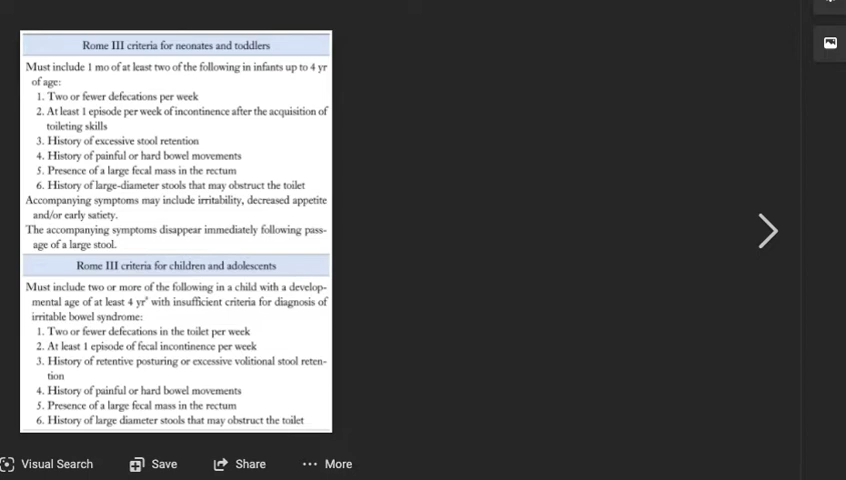 Rome III criteria for neonates and toddlers
Must include 1 mo of at least two of the following in infants up to 4 yr
of age:
1. Two or fewer defecations per week
2. At least 1 episode per week of incontinence after the acquisition of
toileting skills
3. History of excessive stool retention
4. History of painful or hard bowel movements
5. Presence of a large fecal mass in the rectum
6. History of large-diameter stools that may obstruct the toilet
Accompanying symptoms may include irritability, decreased appetite
and/or early satiety.
The accompanying symptoms disappear immediately following pass-
age of a large stool.
Rome III criteria for children and adolescents
Must include two or more of the following in a child with a develop-
mental age of at least 4 yr* with insufficient criteria for diagnosis of
irritable bowel syndrome:
1. Two or fewer defecations in the toilet per week
2. At least 1 episode of fecal incontinence per week
3. History of retentive posturing or excessive volitional stool reten-
tion
4. History of painful or hard bowel movements
5. Presence of a large fecal mass in the rectum
6. History of large diameter stools that may obstruct the toilet
Visual Search Save Share More